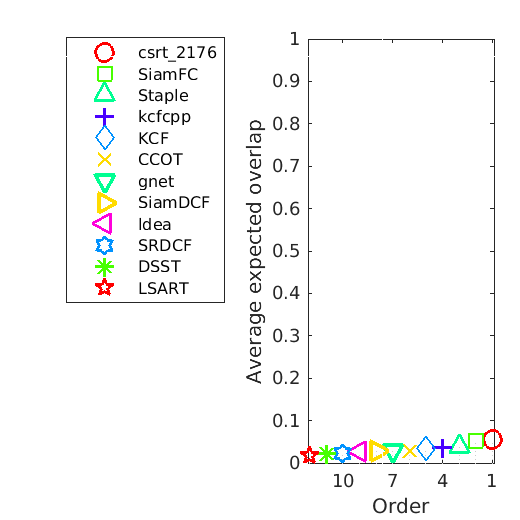 csrt_2176
SiamFC
Staple
kcfcpp
KCF
CCOT
gnet
SiamDCF
Idea
SRDCF
DSST
LSART
Average expected overlap
1
0.9
0.8
0.7
0.6
0.5
0.4
0.3
0.2
0.1
0
10 7 4 1
Order